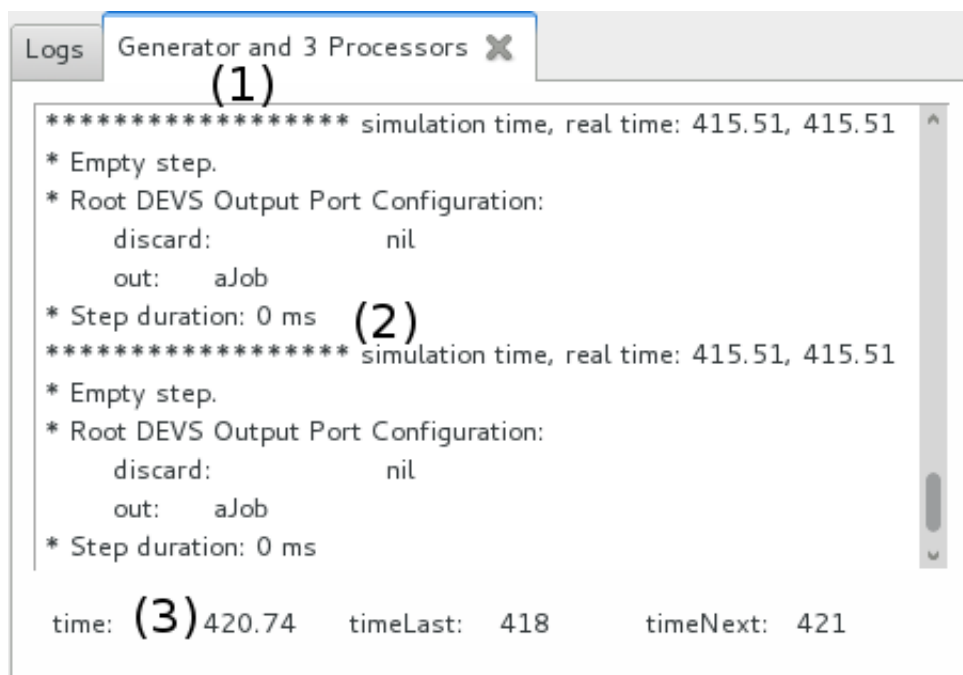 Logs Generator and 3 Processors
(1)
****************** simulation time, real time: 415.51, 415.51
* Empty step.
* Root DEVS Output Port Configuration:
discard: nil
out: aJob
* Step duration: 0 ms (2)
****************** simulation time, real time: 415.51, 415.51
* Empty step.
* Root DEVS Output Port Configuration:
discard: nil
out: aJob
* Step duration: 0 ms
time: (3) 420.74 timeLast: 418 timeNext: 421